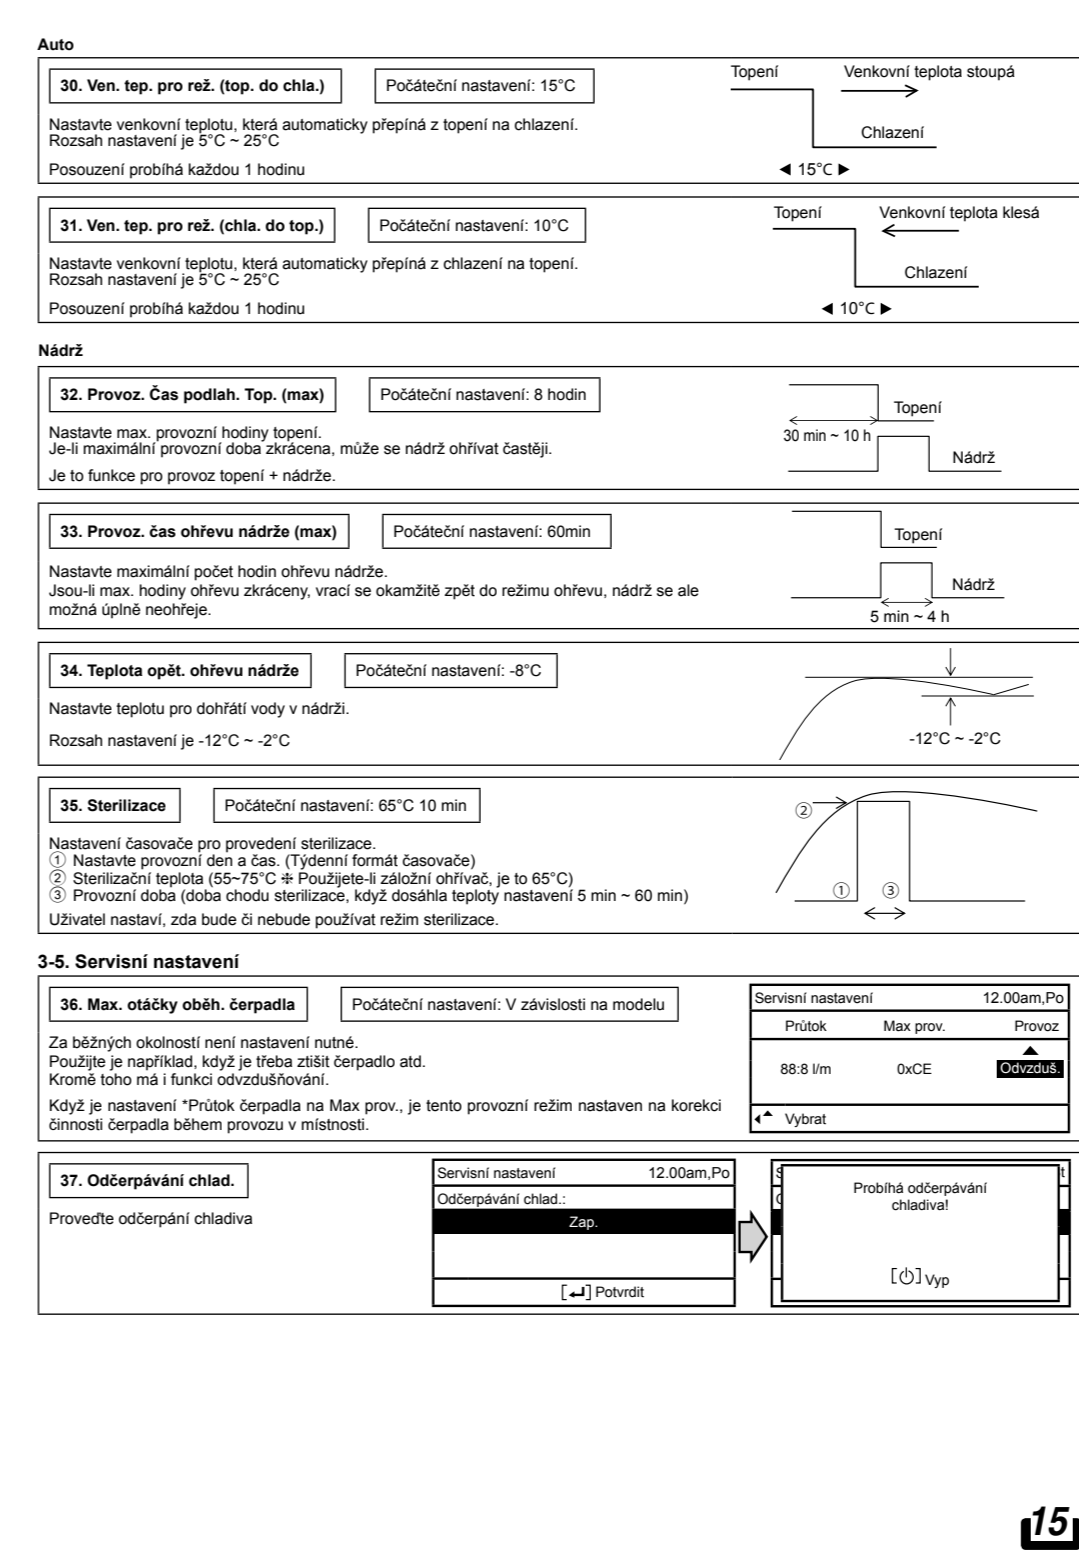 Auto
30. Ven. tep. pro rež. (top. do chla.)
Počáteční nastavení: 15°C
Nastavte venkovní teplotu, která automaticky přepíná z topení na chlazení.
Rozsah nastavení je 5°C ~ 25°C
Posouzení probíhá každou 1 hodinu
Topení
Venkovní teplota stoupá
Chlazení
◀ 15°C ▶
31. Ven. tep. pro rež. (chla. do top.)
Počáteční nastavení: 10°C
Nastavte venkovní teplotu, která automaticky přepíná z chlazení na topení.
Rozsah nastavení je 5°C ~ 25°C
Posouzení probíhá každou 1 hodinu
Topení
Venkovní teplota klesá
Chlazení
◀ 10°C ▶
Nádrž
32. Provoz. Čas podlah. Top. (max)
Počáteční nastavení: 8 hodin
Nastavte max. provozní hodiny topení.
Je-li maximální provozní doba zkrácena, může se nádrž ohřívat častěji.
Je to funkce pro provoz topení + nádrže.
Topení
30 min ~ 10 h
Nádrž
33. Provoz. čas ohřevu nádrže (max)
Počáteční nastavení: 60min
Nastavte maximální počet hodin ohřevu nádrže.
Jsou-li max. hodiny ohřevu zkráceny, vrací se okamžitě zpět do režimu ohřevu, nádrž se ale
možná úplně neohřeje.
Topení
Nádrž
5 min ~ 4 h
34. Teplota opět. ohřevu nádrže
Počáteční nastavení: -8°C
Nastavte teplotu pro dohřátí vody v nádrži.
Rozsah nastavení je -12°C ~ -2°C
-12°C ~ -2°C
35. Sterilizace
Počáteční nastavení: 65°C 10 min
Nastavení časovače pro provedení sterilizace.
① Nastavte provozní den a čas. (Týdenní formát časovače)
② Sterilizační teplota (55~75°C ⁜ Použijete-li záložní ohřívač, je to 65°C)
③ Provozní doba (doba chodu sterilizace, když dosáhla teploty nastavení 5 min ~ 60 min)
Uživatel nastaví, zda bude či nebude používat režim sterilizace.
②
① ③
3-5. Servisní nastavení
36. Max. otáčky oběh. čerpadla
Počáteční nastavení: V závislosti na modelu
Za běžných okolností není nastavení nutné.
Použijte je například, když je třeba ztišit čerpadlo atd.
Kromě toho má i funkci odvzdušňování.
Když je nastavení *Průtok čerpadla na Max prov., je tento provozní režim nastaven na korekci
činnosti čerpadla během provozu v místnosti.
Servisní nastavení 12.00am,Po
Průtok Max prov. Provoz
88:8 l/m 0xCE Odvzduš.
Vybrat
37. Odčerpávání chlad.
Proveďte odčerpání chladiva
Servisní nastavení 12.00am,Po
Odčerpávání chlad.:
Zap.
[↵] Potvrdit
Probíhá odčerpávání
chladiva!
[⏻] Vyp
15